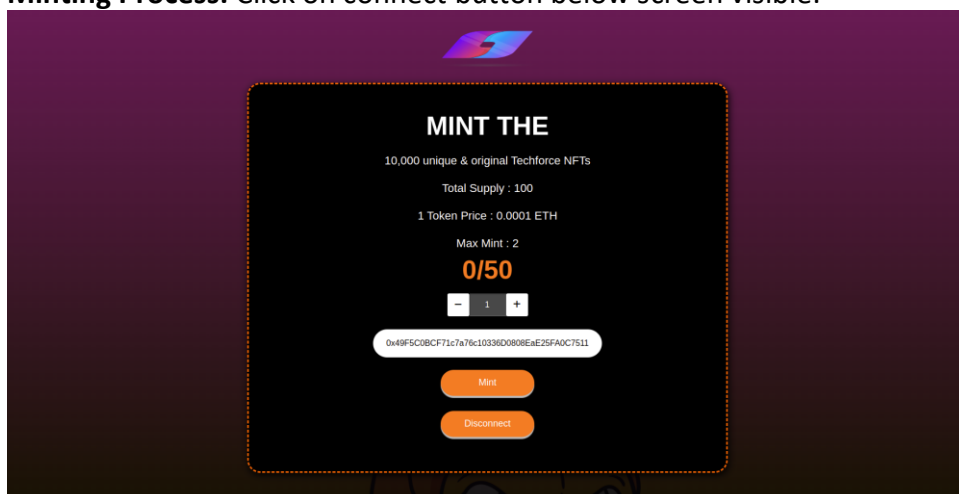 Minting Process: Click on connect button below screen visible.
MINT THE
10,000 unique & original Techforce NFTs
Total Supply : 100
1 Token Price : 0.0001 ETH
Max Mint : 2
0/50
− 1 +
0x49F5C0BCF71c7a76c10336D0808EaE25FA0C7511
Mint
Disconnect